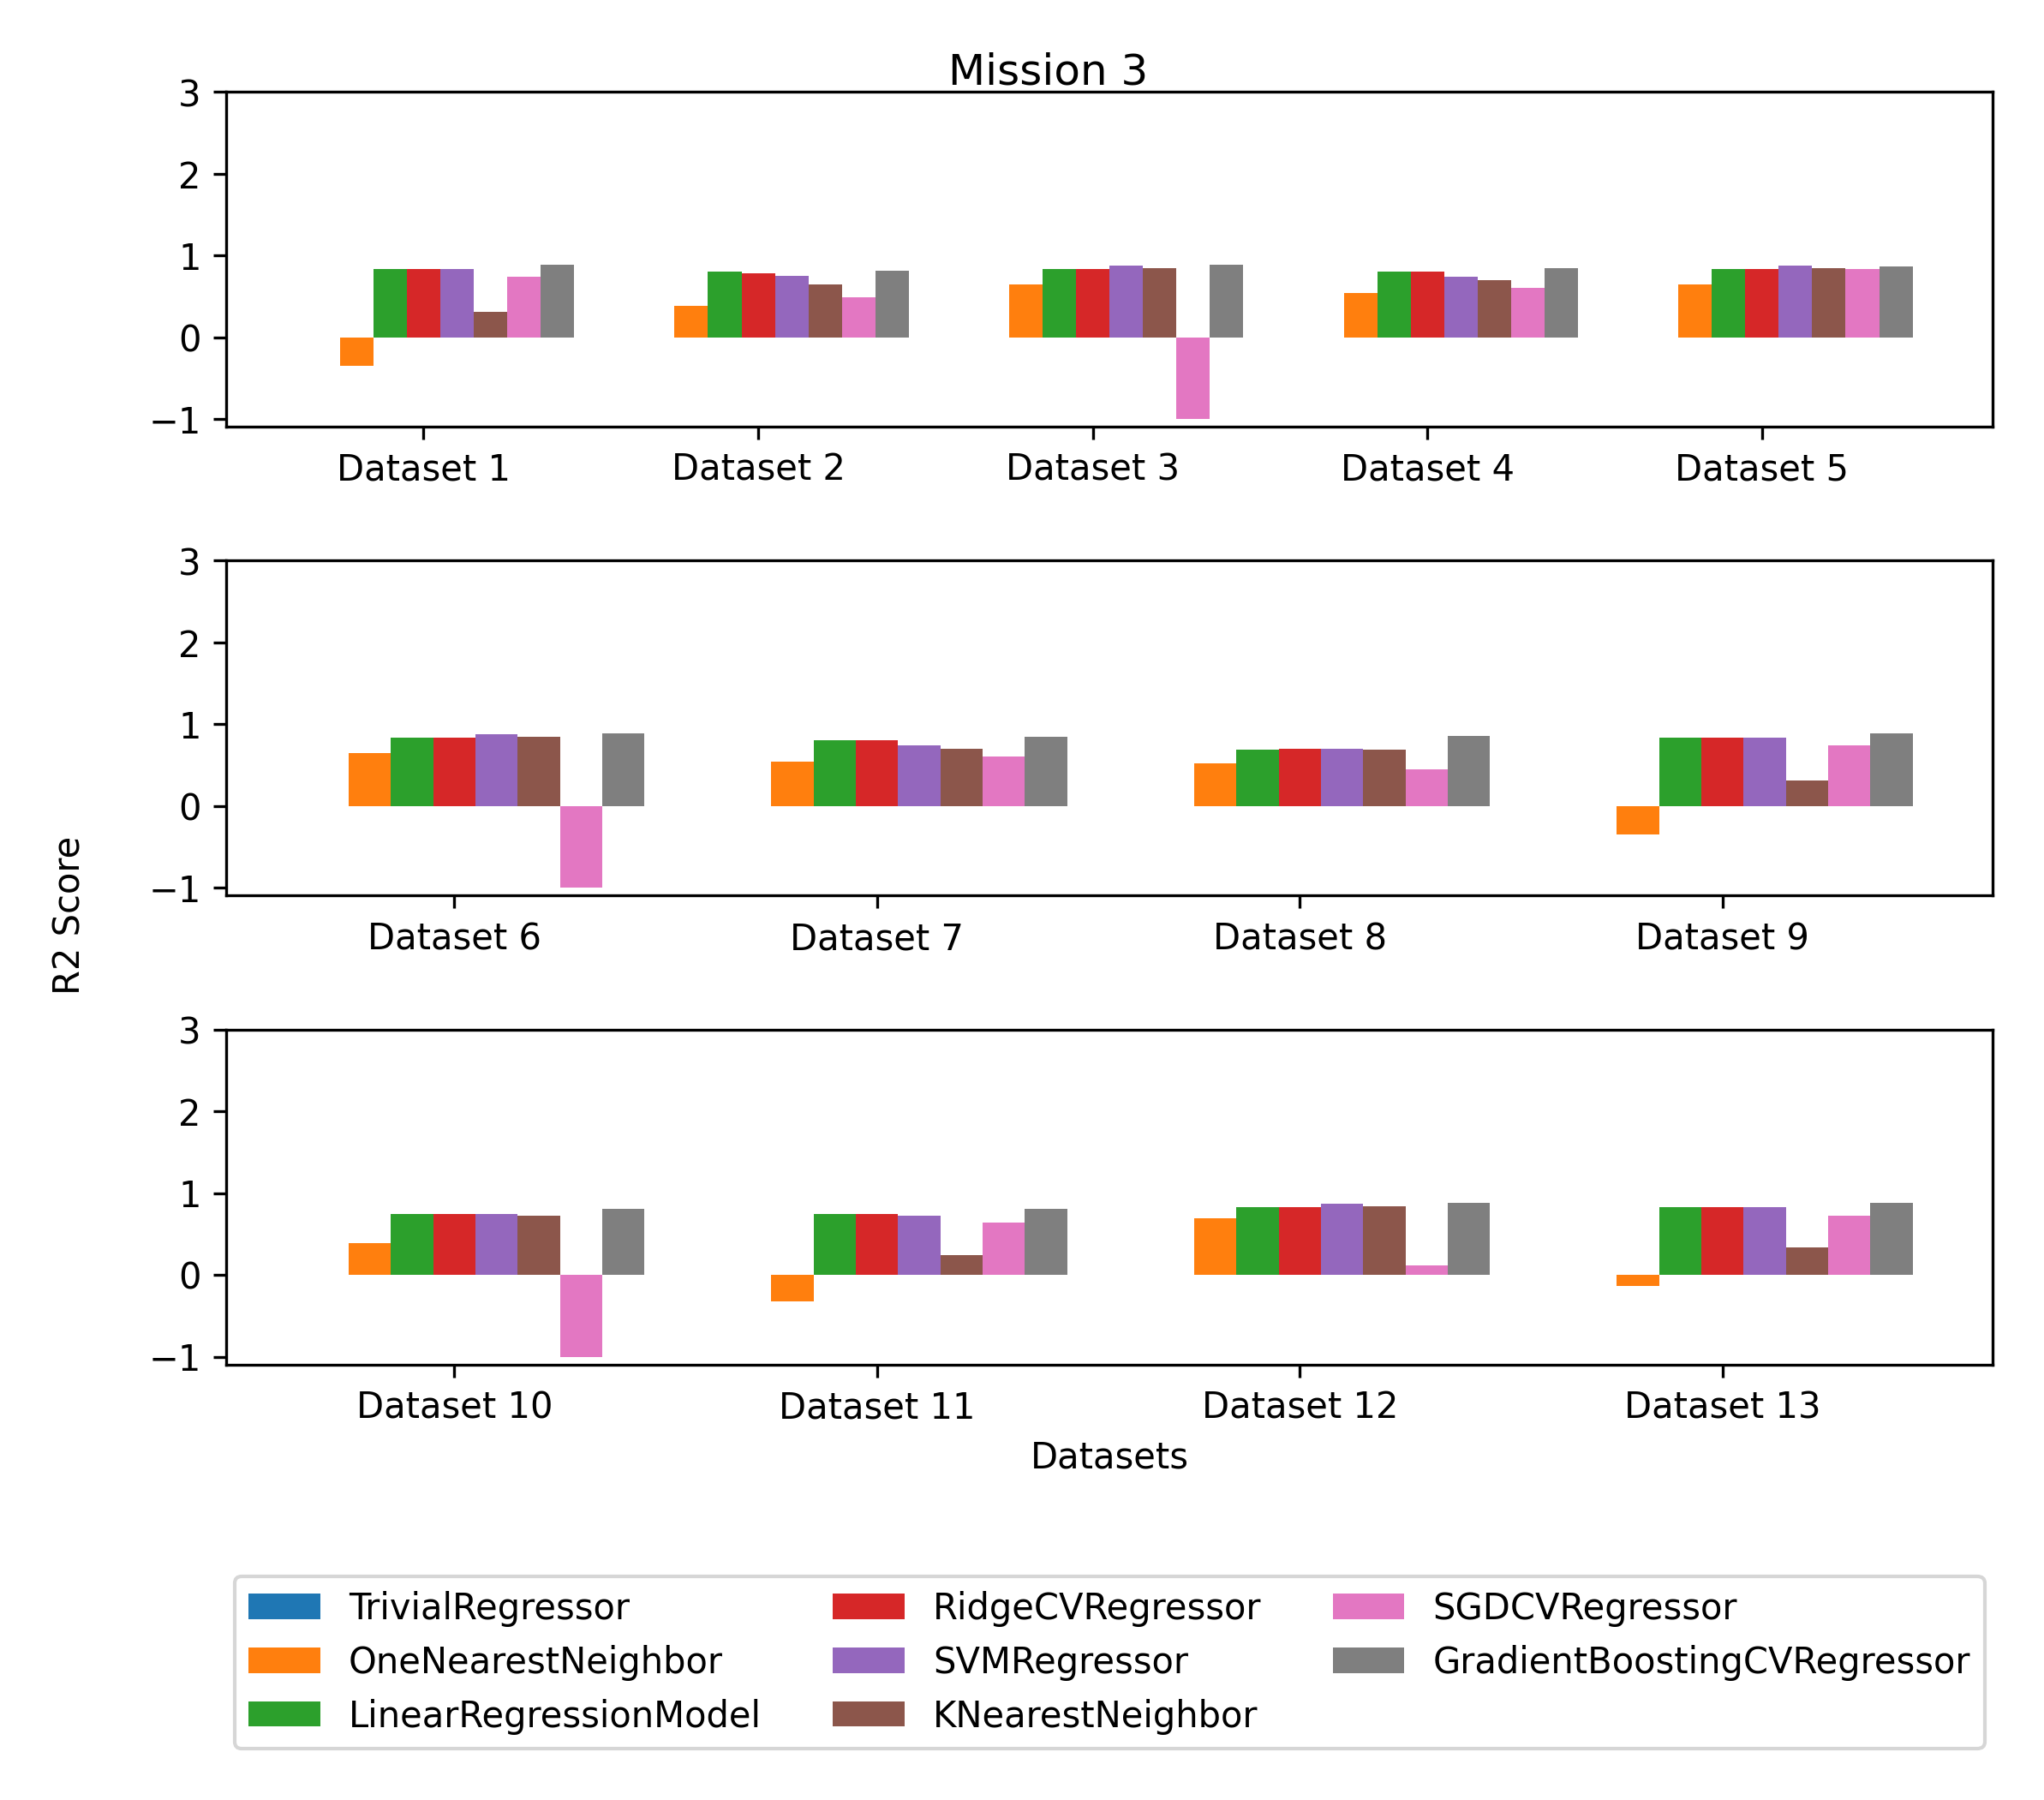 Mission 3
3
2
1
0
−1
Dataset 1 Dataset 2 Dataset 3 Dataset 4 Dataset 5
3
2
1
0
−1
Dataset 6 Dataset 7 Dataset 8 Dataset 9
R2 Score
3
2
1
0
−1
Dataset 10 Dataset 11 Dataset 12 Dataset 13
Datasets
TrivialRegressor RidgeCVRegressor SGDCVRegressor
OneNearestNeighbor SVMRegressor GradientBoostingCVRegressor
LinearRegressionModel KNearestNeighbor